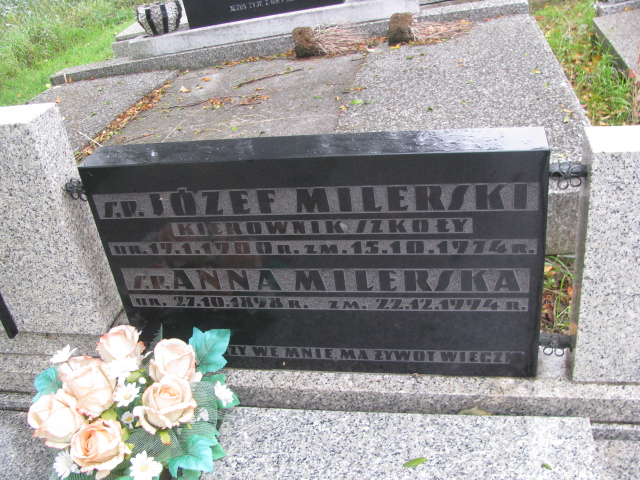 Ś.P. JÓZEF MILERSKI
KIEROWNIK SZKOŁY
UR. 17.1.1900 R. ZM. 15.10.1974 R.
Ś.P. ANNA MILERSKA
UR. 27.10.1898 R. ZM. 22.12.1994 R.
WE MNIE, MA ŻYWOT